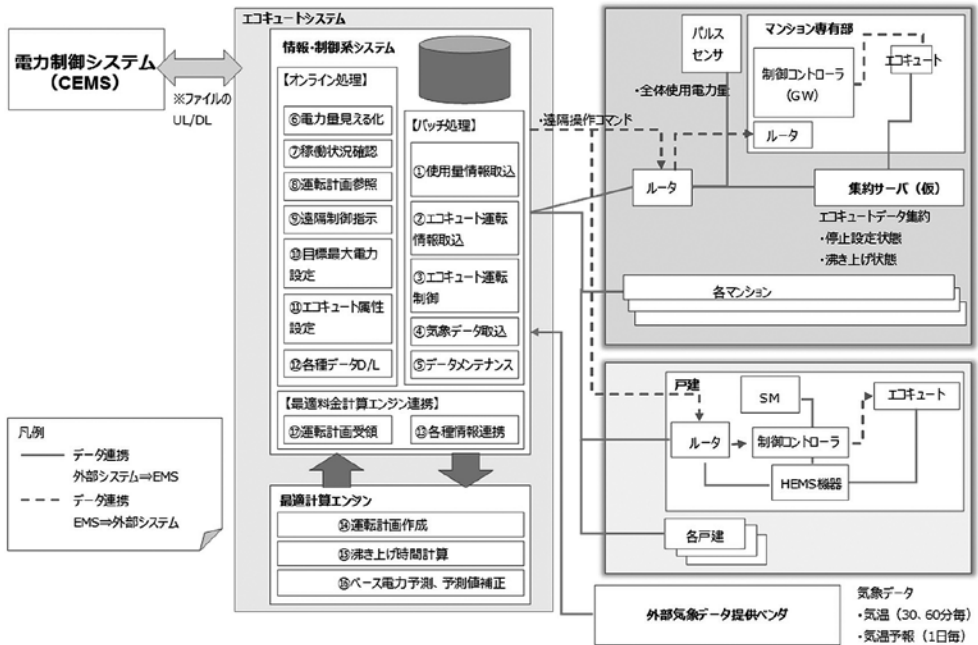 電力制御システム
(CEMS)
※ファイルの
UL/DL
エコキュートシステム
情報・制御系システム
【オンライン処理】
⑥電力量見える化
⑦稼働状況確認
⑧運転計画参照
⑨遠隔制御指示
⑩目標最大電力
設定
⑪エコキュート属性
設定
⑫各種データD/L
【バッチ処理】
①使用量情報取込
②エコキュート運転
情報取込
③エコキュート運転
制御
④気象データ取込
⑤データメンテナンス
【最適料金計算エンジン連携】
⑰運転計画受領
⑬各種情報連携
最適計算エンジン
⑭運転計画作成
⑮沸き上げ時間計算
⑯ベース電力予測、予測値補正
・遠隔操作コマンド
パルス
センサ
・全体使用電力量
マンション専有部
制御コントローラ
(GW)
エコキュート
ルータ
ルータ
集約サーバ(仮)
エコキュートデータ集約
・停止設定状態
・沸き上げ状態
各マンション
戸建
SM
エコキュート
ルータ
制御コントローラ
HEMS機器
各戸建
外部気象データ提供ベンダ
気象データ
・気温(30、60分毎)
・気温予報(1日毎)
凡例
データ連携
外部システム⇒EMS
データ連携
EMS⇒外部システム